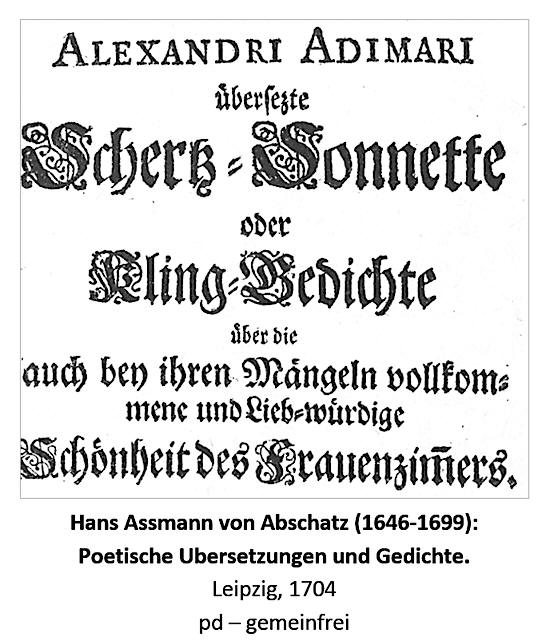 ALEXANDRI ADIMARI
überſezte
Schertz-Sonnette
oder
Kling-Gedichte
über die
auch bey ihren Mängeln vollkom-
mene und Lieb-würdige
Schönheit des Frauenzim̄ers.
Hans Assmann von Abschatz (1646-1699):
Poetische Ubersetzungen und Gedichte.
Leipzig, 1704
pd – gemeinfrei